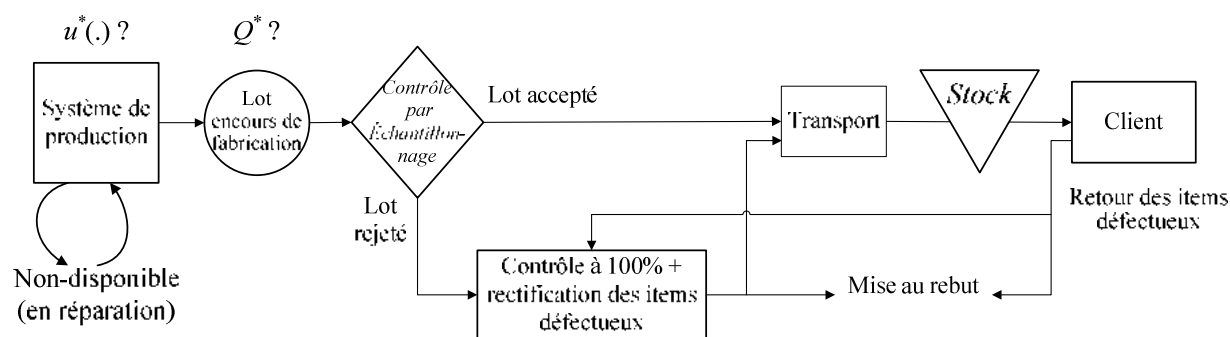 u*(.) ?
Q* ?
Système de
production
Lot
encours de
fabrication
Contrôle
par
Échantillon-
nage
Lot accepté
Transport
Stock
Client
Lot
rejeté
Retour des items
défectueux
Non-disponible
(en réparation)
Contrôle à 100% +
rectification des items
défectueux
Mise au rebut